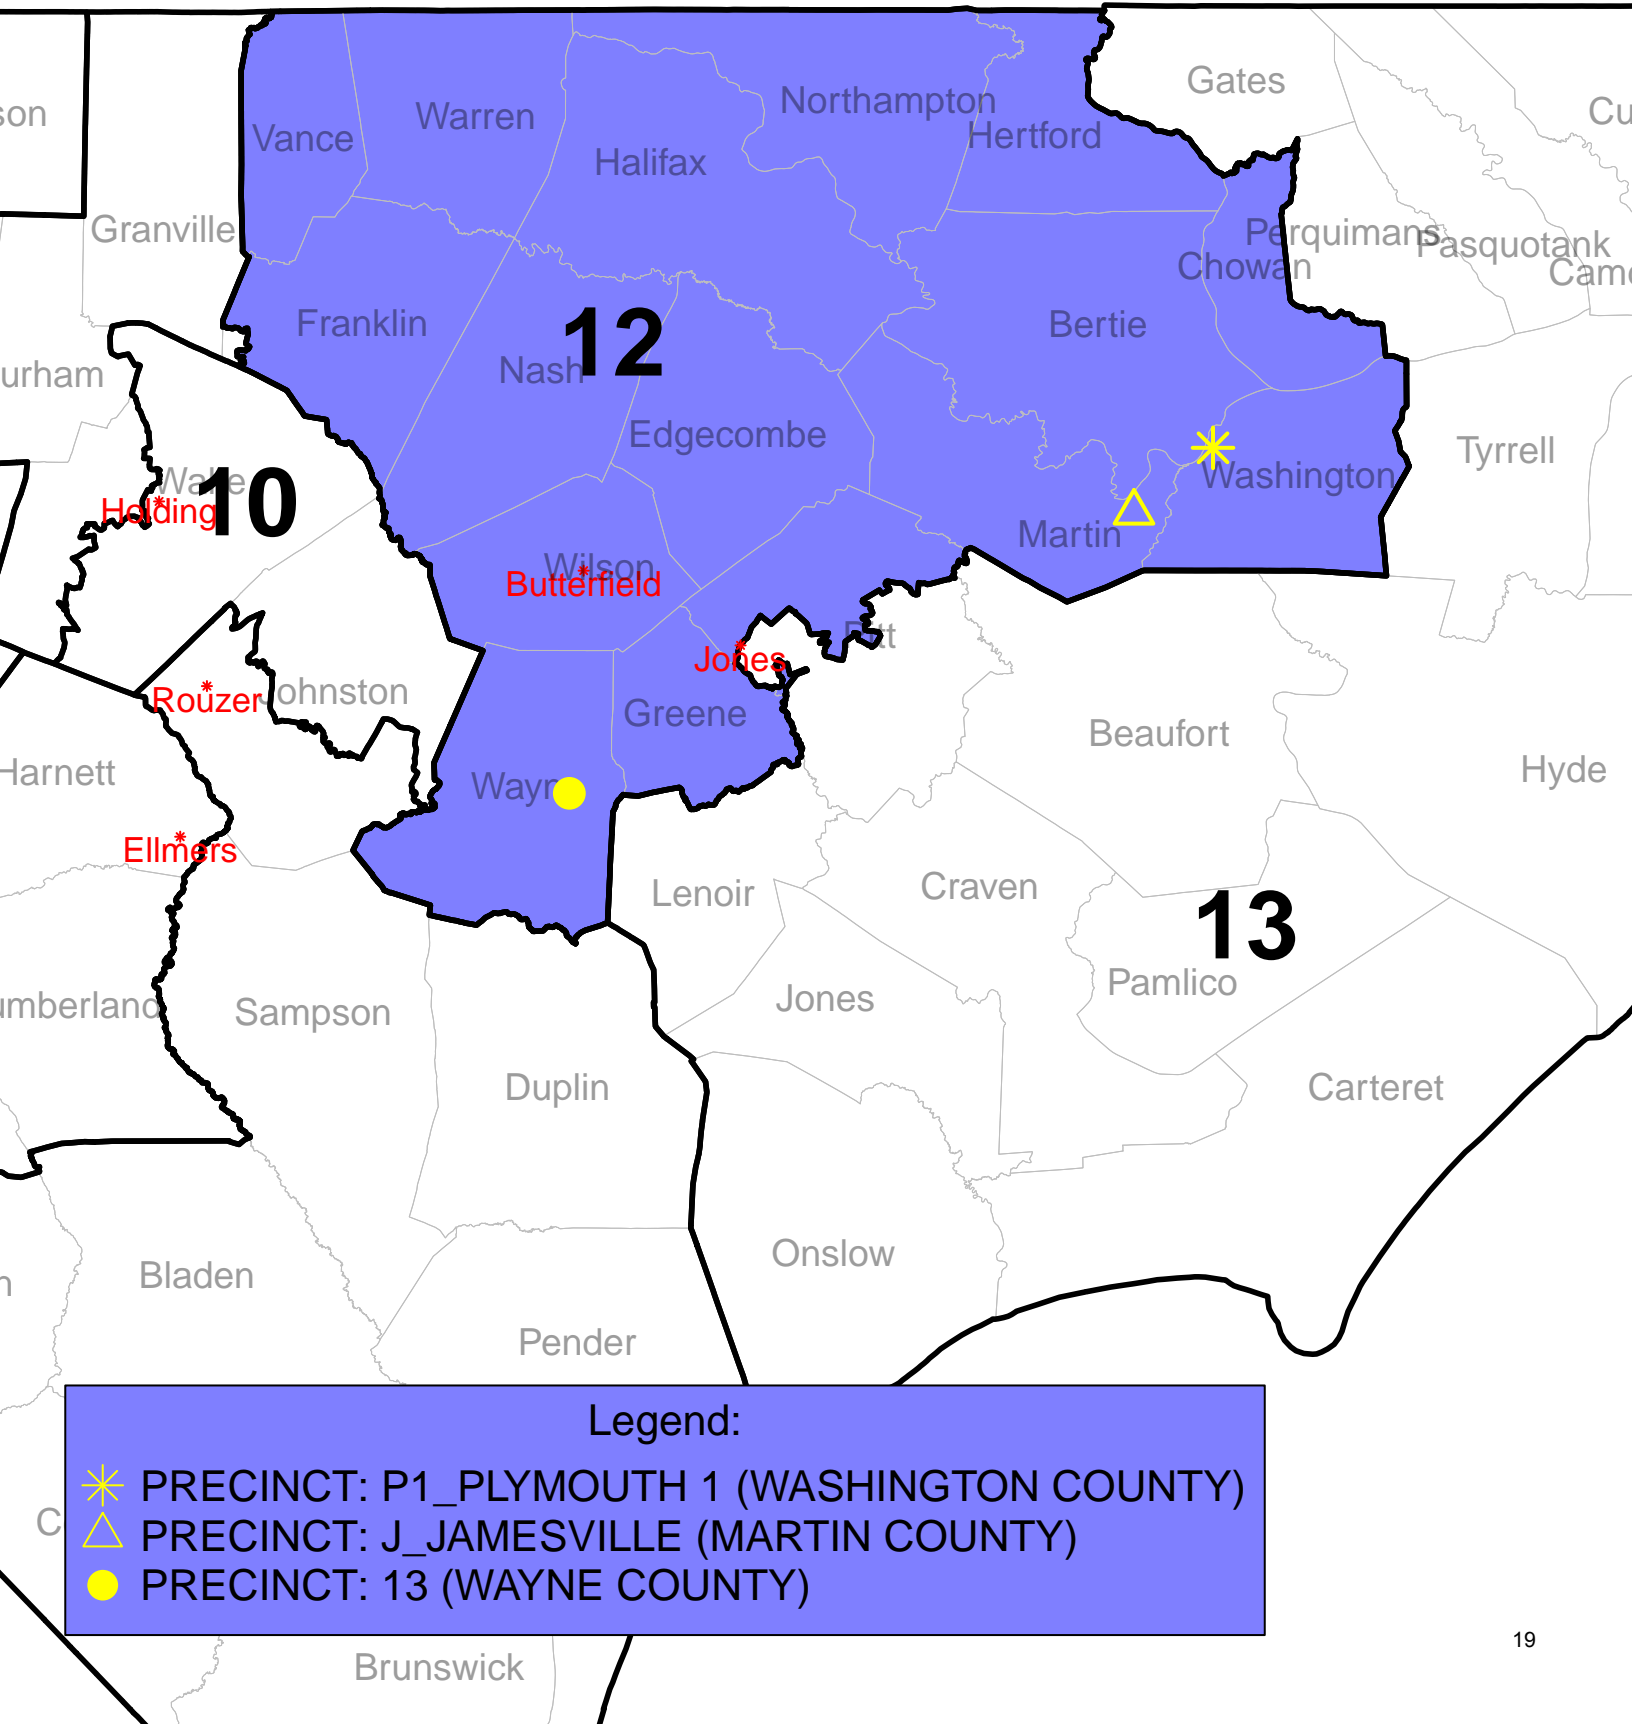 Gates
Northampton
Cu
son
Warren
Vance
Hertford
Halifax
Granville
Perquimans
Pasquotank
Chowan
Camd
Franklin
12
Bertie
Nash
urham
Edgecombe
Tyrrell
Washington
Wake
10
Holding
Martin
Wilson
Butterfield
Pitt
Jones
Johnston
Rouzer
Greene
Beaufort
Harnett
Hyde
Wayn
Ellmers
Lenoir
Craven
13
Pamlico
Jones
umberland
Sampson
Duplin
Carteret
Onslow
n
Bladen
Pender
Legend:
PRECINCT: P1_PLYMOUTH 1 (WASHINGTON COUNTY)
C
PRECINCT: J_JAMESVILLE (MARTIN COUNTY)
PRECINCT: 13 (WAYNE COUNTY)
19
Brunswick